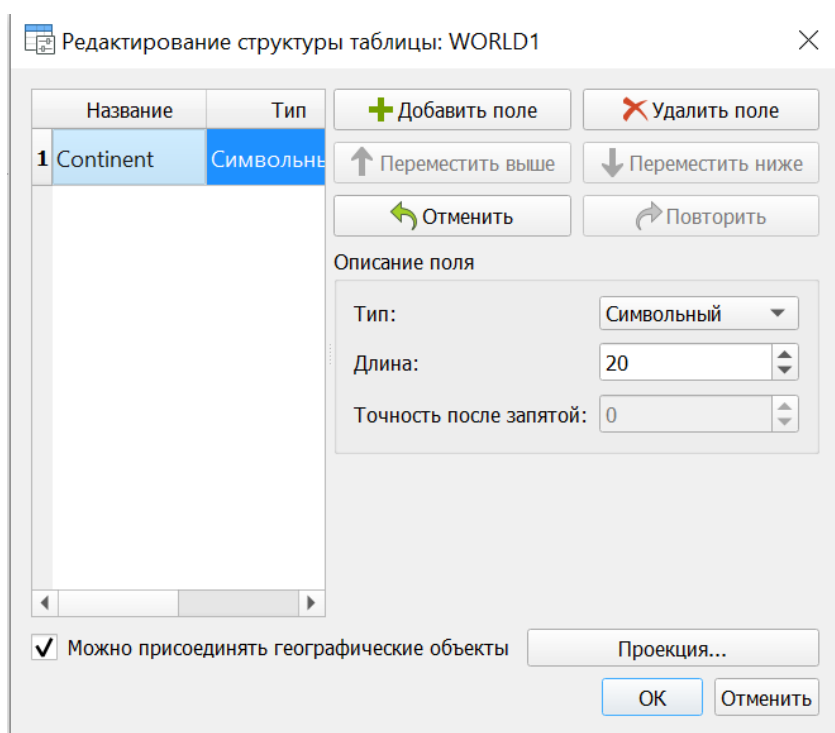 Редактирование структуры таблицы: WORLD1
Название Тип
Добавить поле Удалить поле
1 Continent Символьнь
Переместить выше Переместить ниже
Отменить Повторить
Описание поля
Тип: Символьный
Длина: 20
Точность после запятой: 0
Можно присоединять географические объекты Проекция...
OK Отменить